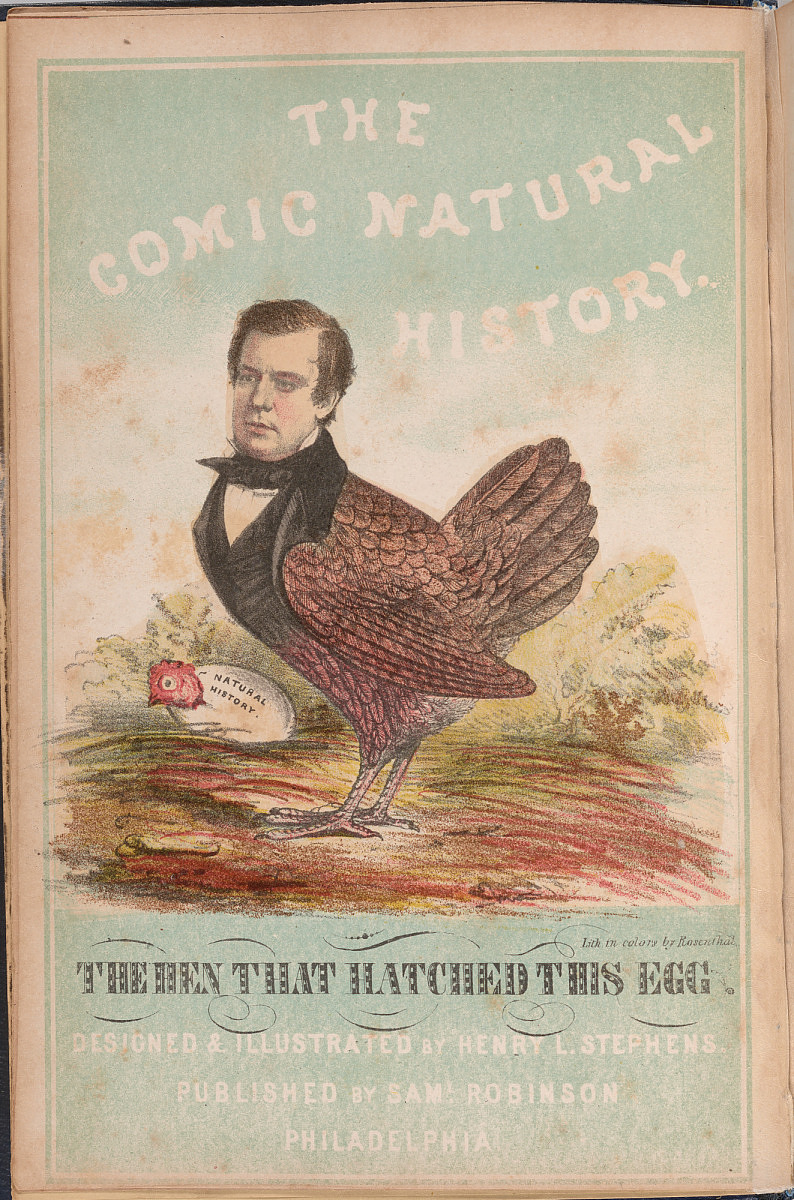 THE
COMIC NATURAL
HISTORY.
NATURAL
HISTORY.
Lith in colors by Rosenthal.
THE HEN THAT HATCHED THIS EGG.
DESIGNED & ILLUSTRATED BY HENRY L. STEPHENS.
PUBLISHED BY SAML. ROBINSON
PHILADELPHIA